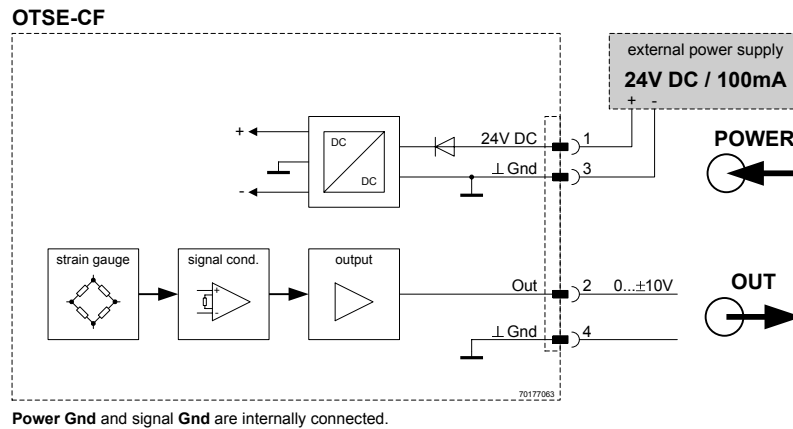 OTSE-CF
external power supply
24V DC / 100mA
+ -
+
DC
DC
-
24V DC
1
⊥ Gnd
3
POWER
strain gauge
signal cond.
+
-
output
Out
2
0...±10V
OUT
⊥ Gnd
4
70177063
Power Gnd and signal Gnd are internally connected.